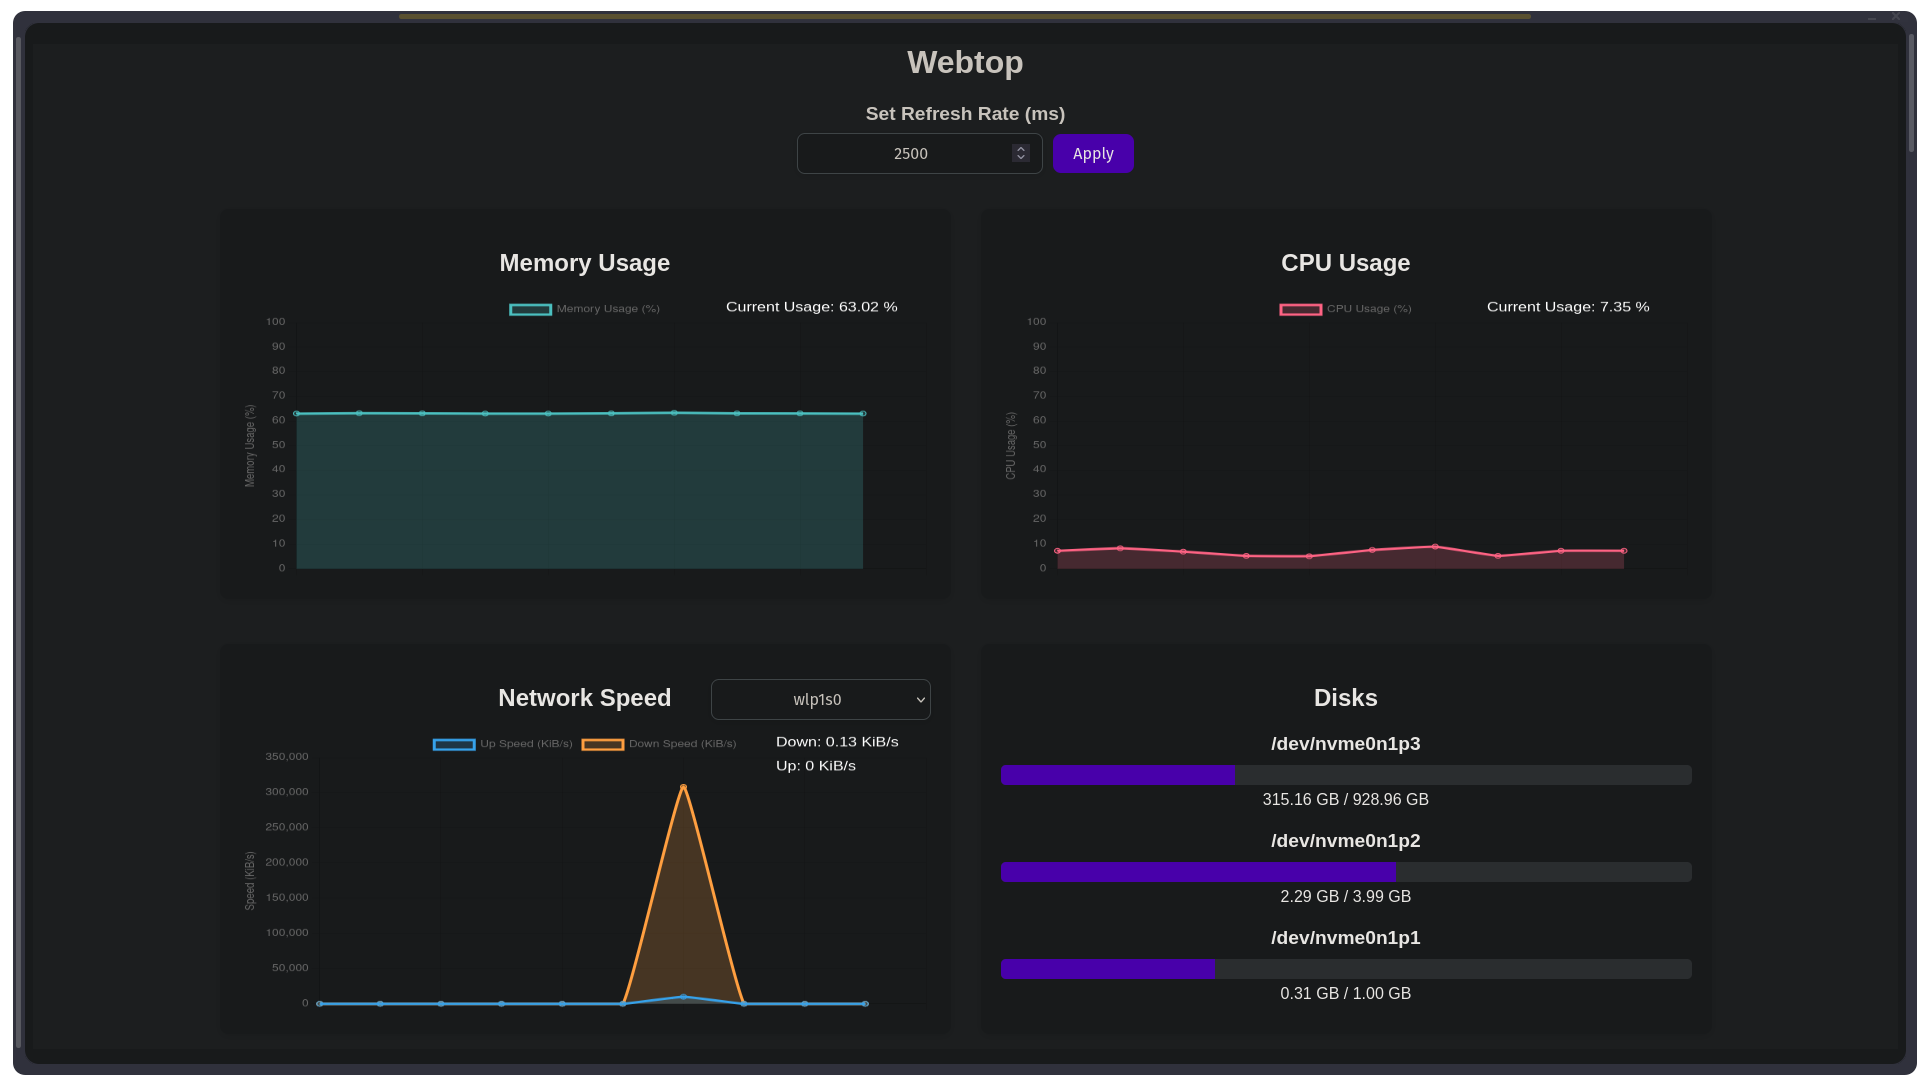 Webtop
Set Refresh Rate (ms)
2500
Apply
Memory Usage
Memory Usage (%)
Current Usage: 63.02 %
100
90
80
70
60
50
40
30
20
10
0
Memory Usage (%)
CPU Usage
CPU Usage (%)
Current Usage: 7.35 %
100
90
80
70
60
50
40
30
20
10
0
CPU Usage (%)
Network Speed
wlp1s0
Up Speed (KiB/s)
Down Speed (KiB/s)
Down: 0.13 KiB/s
Up: 0 KiB/s
350,000
300,000
250,000
200,000
150,000
100,000
50,000
0
Speed (KiB/s)
Disks
/dev/nvme0n1p3
315.16 GB / 928.96 GB
/dev/nvme0n1p2
2.29 GB / 3.99 GB
/dev/nvme0n1p1
0.31 GB / 1.00 GB